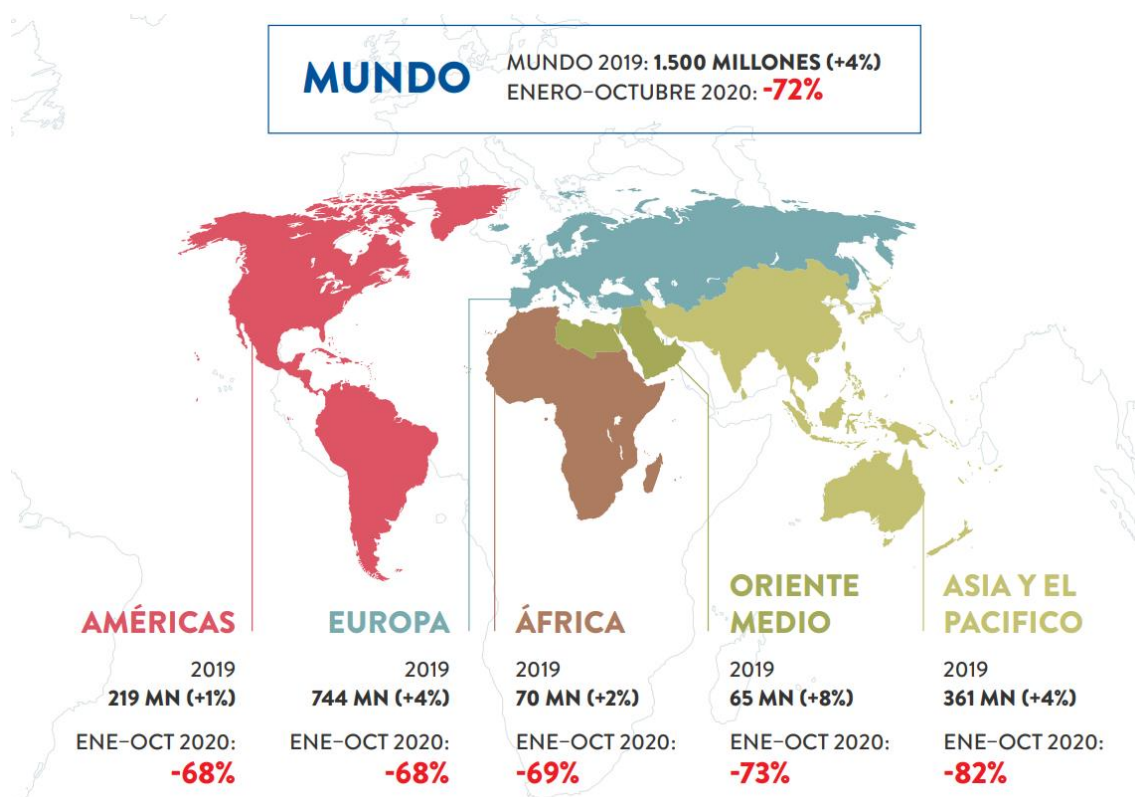 MUNDO
MUNDO 2019: 1.500 MILLONES (+4%)
ENERO-OCTUBRE 2020: -72%
AMÉRICAS
2019
219 MN (+1%)
ENE-OCT 2020:
-68%
EUROPA
2019
744 MN (+4%)
ENE-OCT 2020:
-68%
ÁFRICA
2019
70 MN (+2%)
ENE-OCT 2020:
-69%
ORIENTE
MEDIO
2019
65 MN (+8%)
ENE-OCT 2020:
-73%
ASIA Y EL
PACIFICO
2019
361 MN (+4%)
ENE-OCT 2020:
-82%